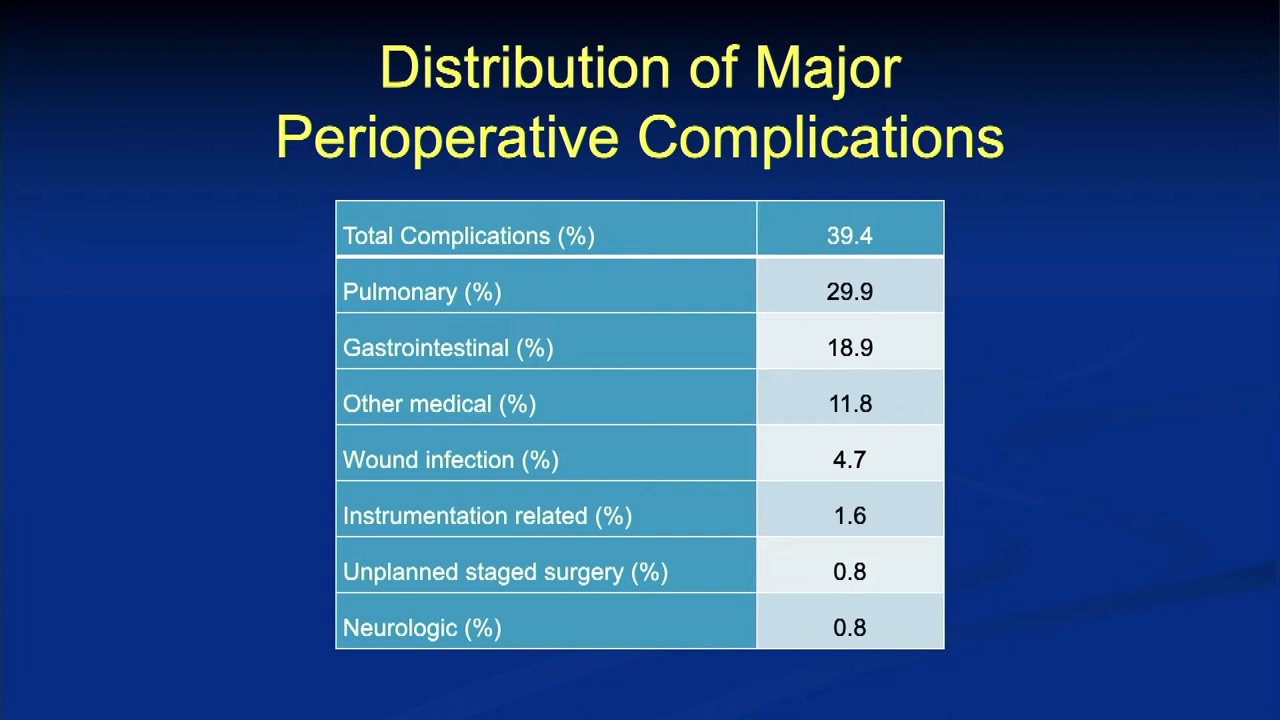 Distribution of Major
Perioperative Complications
Total Complications (%) 39.4
Pulmonary (%) 29.9
Gastrointestinal (%) 18.9
Other medical (%) 11.8
Wound infection (%) 4.7
Instrumentation related (%) 1.6
Unplanned staged surgery (%) 0.8
Neurologic (%) 0.8